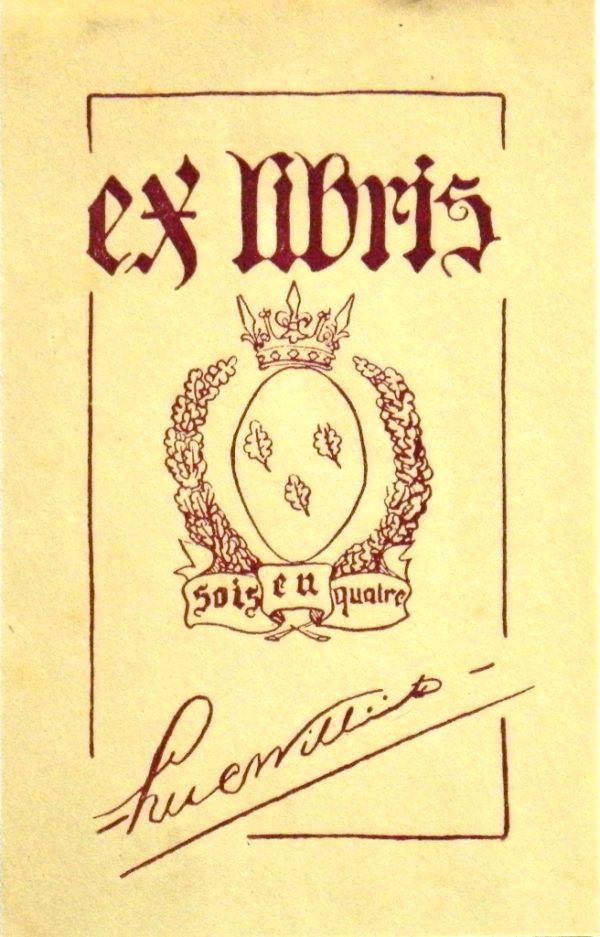 ex libris
sois en quatre